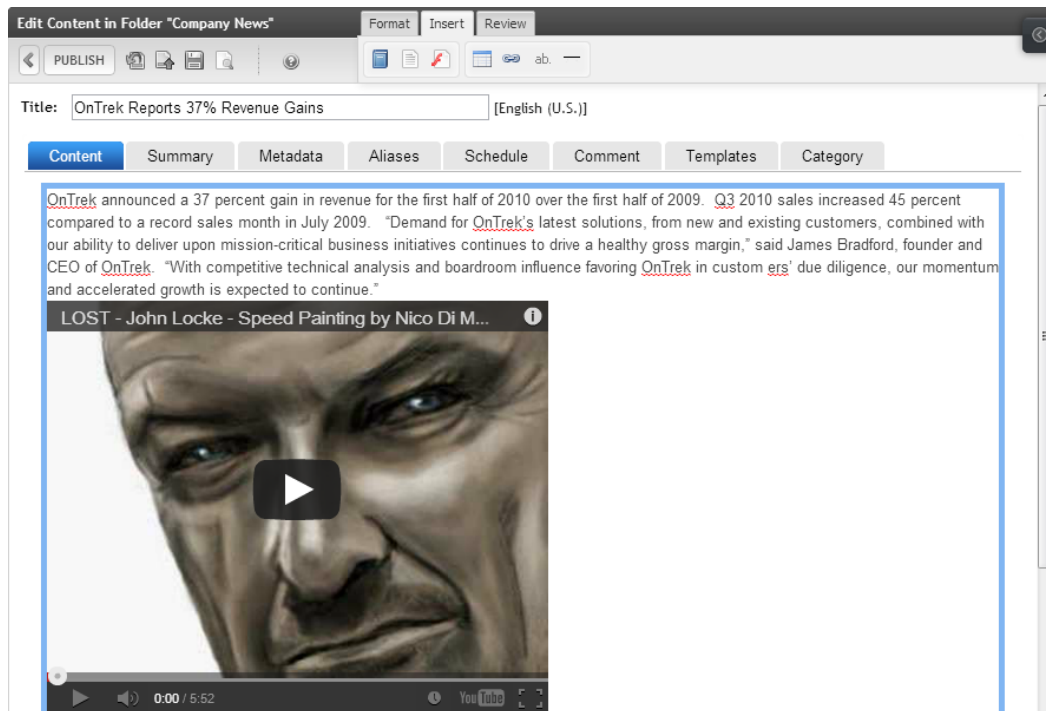 Edit Content in Folder "Company News"
Format Insert Review
PUBLISH
ab.
Title: OnTrek Reports 37% Revenue Gains [English (U.S.)]
Content Summary Metadata Aliases Schedule Comment Templates Category
OnTrek announced a 37 percent gain in revenue for the first half of 2010 over the first half of 2009. Q3 2010 sales increased 45 percent
compared to a record sales month in July 2009. “Demand for OnTrek’s latest solutions, from new and existing customers, combined with
our ability to deliver upon mission-critical business initiatives continues to drive a healthy gross margin,” said James Bradford, founder and
CEO of OnTrek. “With competitive technical analysis and boardroom influence favoring OnTrek in custom ers’ due diligence, our momentum
and accelerated growth is expected to continue.”
LOST - John Locke - Speed Painting by Nico Di M...
0:00 / 5:52 YouTube